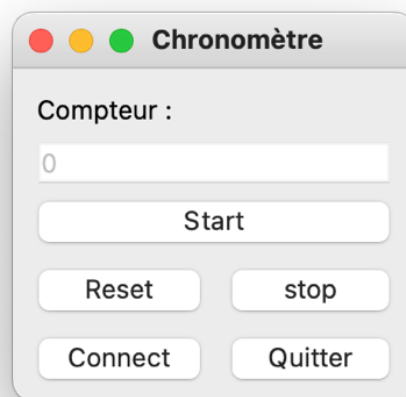 Chronomètre
Compteur :
0
Start
Reset stop
Connect Quitter